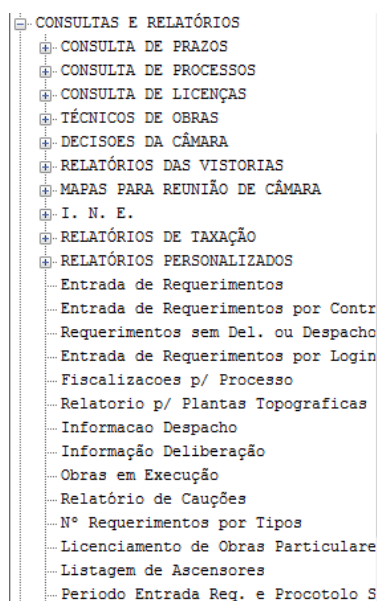 CONSULTAS E RELATÓRIOS
CONSULTA DE PRAZOS
CONSULTA DE PROCESSOS
CONSULTA DE LICENÇAS
TÉCNICOS DE OBRAS
DECISOES DA CÂMARA
RELATÓRIOS DAS VISTORIAS
MAPAS PARA REUNIÃO DE CÂMARA
I. N. E.
RELATÓRIOS DE TAXAÇÃO
RELATÓRIOS PERSONALIZADOS
Entrada de Requerimentos
Entrada de Requerimentos por Contr
Requerimentos sem Del. ou Despacho
Entrada de Requerimentos por Login
Fiscalizacoes p/ Processo
Relatorio p/ Plantas Topograficas
Informacao Despacho
Informação Deliberação
Obras em Execução
Relatório de Cauções
Nº Requerimentos por Tipos
Licenciamento de Obras Particulare
Listagem de Ascensores
Periodo Entrada Req. e Procotolo S